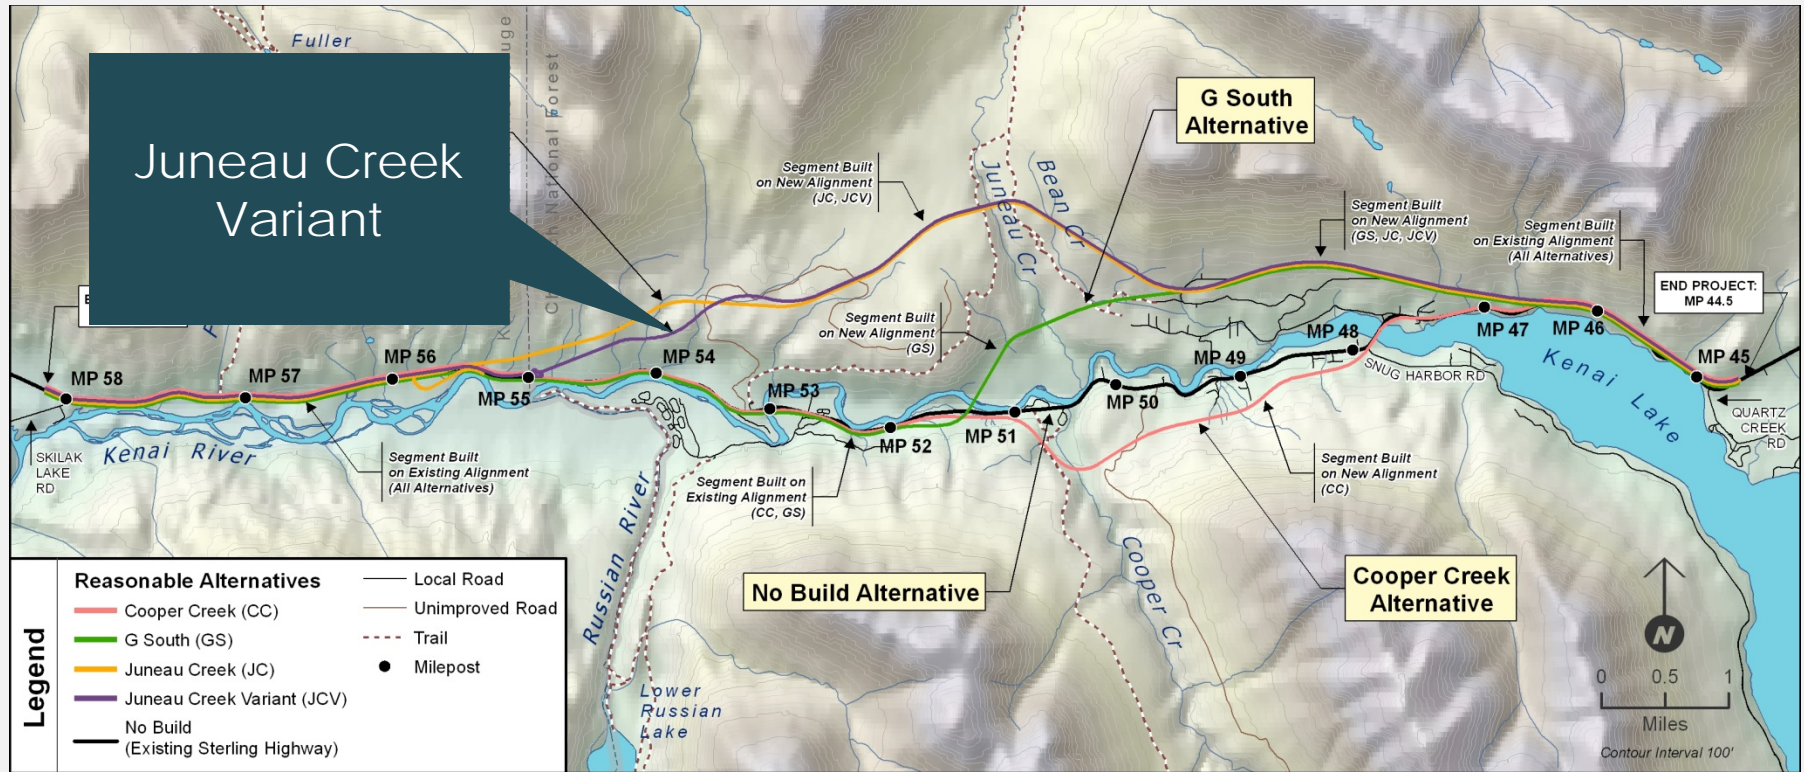 Fuller
Juneau Creek
Variant
National Forest
G South
Alternative
Segment Built
on New Alignment
(JC, JCV)
Juneau Cr
Bean Cr
Segment Built
on New Alignment
(GS, JC, JCV)
Segment Built
on Existing Alignment
(All Alternatives)
END PROJECT:
MP 44.5
Segment Built
on New Alignment
(GS)
MP 58
MP 57
MP 56
MP 55
MP 54
MP 53
MP 52
MP 51
MP 50
MP 49
MP 48
MP 47
MP 46
MP 45
SNUG HARBOR RD
Kenai Lake
QUARTZ
CREEK
RD
SKILAK
LAKE
RD
Kenai River
Segment Built
on Existing Alignment
(All Alternatives)
Segment Built on
Existing Alignment
(CC, GS)
Segment Built
on New Alignment
(CC)
Russian River
Cooper Cr
No Build Alternative
Cooper Creek
Alternative
Lower
Russian
Lake
Legend
Reasonable Alternatives
Cooper Creek (CC)
G South (GS)
Juneau Creek (JC)
Juneau Creek Variant (JCV)
No Build
(Existing Sterling Highway)
Local Road
Unimproved Road
Trail
Milepost
N
0 0.5 1
Miles
Contour Interval 100'